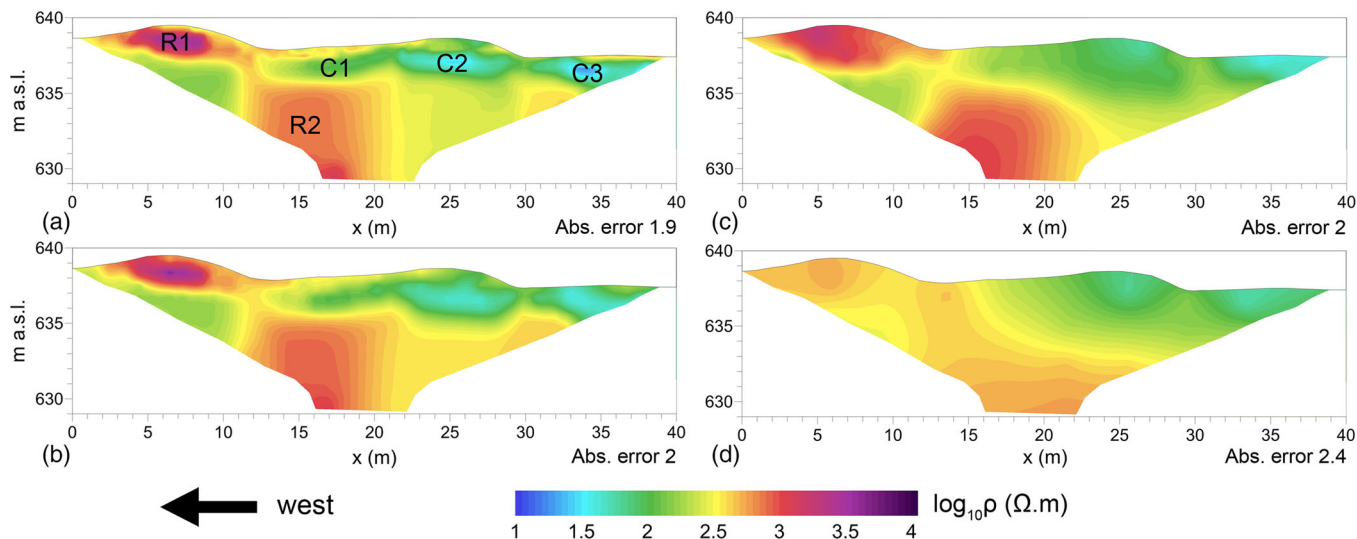 640
635
630
m a.s.l.
R1
C1
C2
C3
R2
0 5 10 15 20 25 30 35 40
(a)
x (m)
Abs. error 1.9
640
635
630
0 5 10 15 20 25 30 35 40
(c)
x (m)
Abs. error 2
640
635
630
m a.s.l.
0 5 10 15 20 25 30 35 40
(b)
x (m)
Abs. error 2
640
635
630
0 5 10 15 20 25 30 35 40
(d)
x (m)
Abs. error 2.4
west
log10ρ (Ω.m)
1 1.5 2 2.5 3 3.5 4